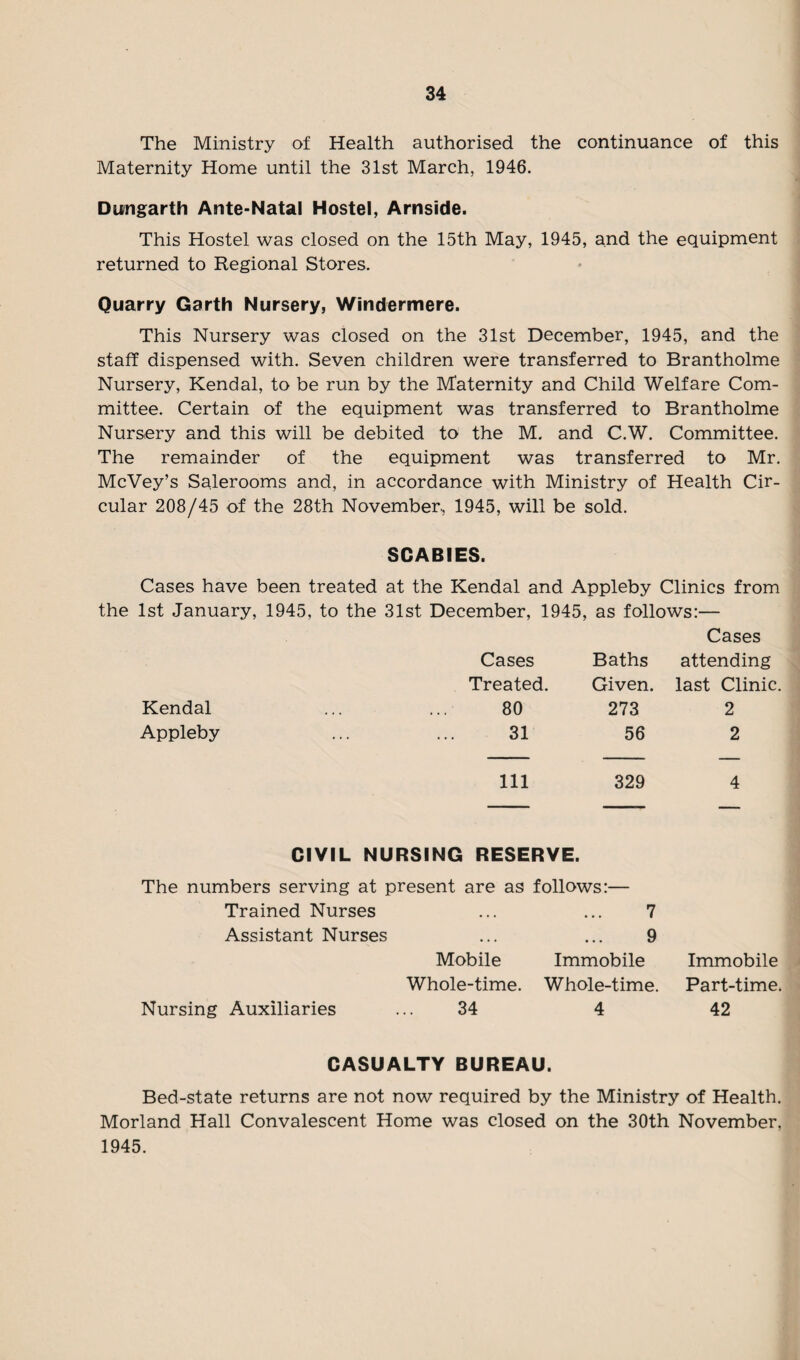 34
The Ministry of Health authorised the continuance of this
Maternity Home until the 31st March, 1946.
Dungarth Ante-Natal Hostel, Arnside.
This Hostel was closed on the 15th May, 1945, and the equipment
returned to Regional Stores.
Quarry Garth Nursery, Windermere.
This Nursery was closed on the 31st December, 1945, and the
staff dispensed with. Seven children were transferred to Brantholme
Nursery, Kendal, to be run by the Maternity and Child Welfare Com-
mittee. Certain of the equipment was transferred to Brantholme
Nursery and this will be debited to the M. and C.W. Committee.
The remainder of the equipment was transferred to Mr.
McVey's Salerooms and, in accordance with Ministry of Health Cir-
cular 208/45 of the 28th November, 1945, will be sold.
SCABIES.
Cases have been treated at the Kendal and Appleby Clinics from
the 1st January, 1945, to the 31st December, 1945, as follows:—
Cases
Cases Baths attending
Treated. Given. last Clinic.
Kendal ... ... 80 273 2
Appleby ... ... 31 56 2
111 329 4
CIVIL NURSING RESERVE.
The numbers serving at present are as follows:—
Trained Nurses ... ... 7
Assistant Nurses ... ... 9
Mobile Immobile Immobile
Whole-time. Whole-time. Part-time.
Nursing Auxiliaries ... 34 4 42
CASUALTY BUREAU.
Bed-state returns are not now required by the Ministry of Health.
Morland Hall Convalescent Home was closed on the 30th November,
1945.